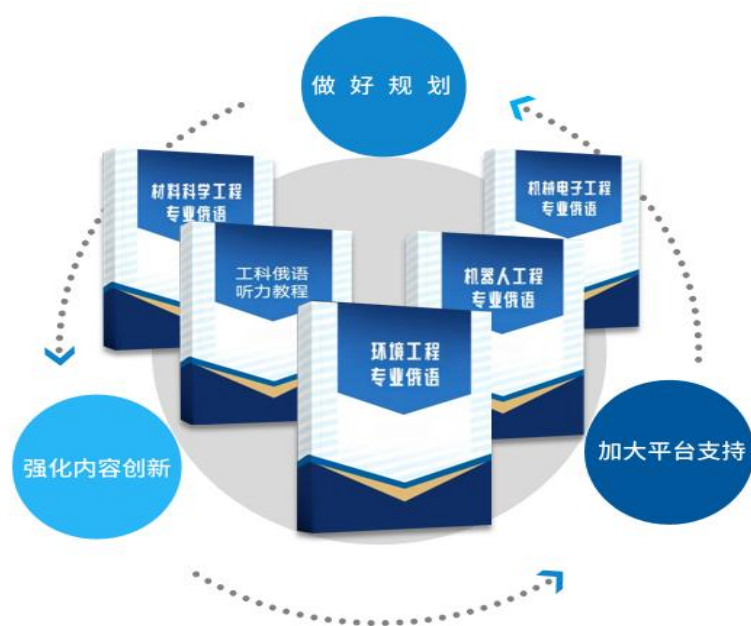 做好规划
材料科学工程
专业俄语
机械电子工程
专业俄语
工科俄语
听力教程
机器人工程
专业俄语
环境工程
专业俄语
强化内容创新
加大平台支持